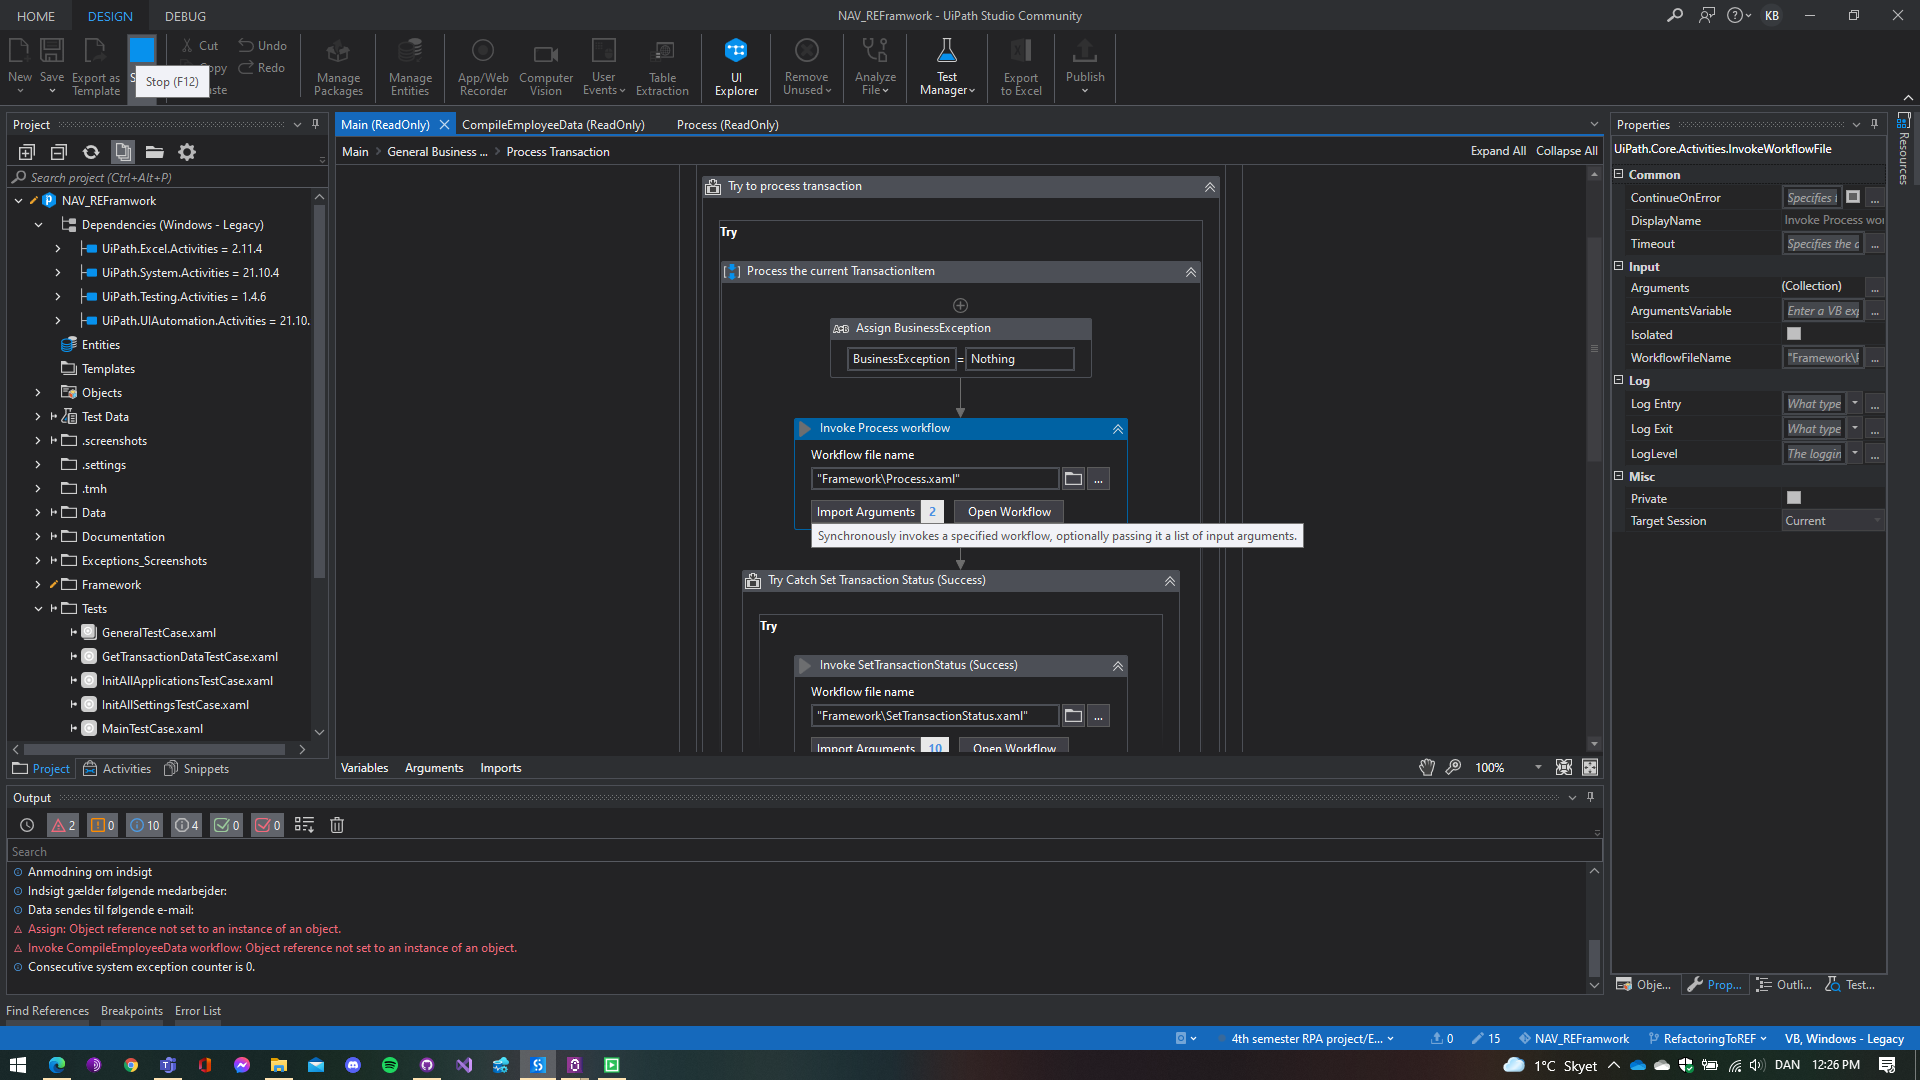 HOME DESIGN DEBUG
NAV_REFramwork - UiPath Studio Community
KB
New
Save
Export as Template
Stop (F12)
Cut
Copy
Undo
Redo
Manage Packages
Manage Entities
App/Web Recorder
Computer Vision
User Events
Table Extraction
UI Explorer
Remove Unused
Analyze File
Test Manager
Export to Excel
Publish
Project
Search project (Ctrl+Alt+P)
NAV_REFramwork
Dependencies (Windows - Legacy)
UiPath.Excel.Activities = 2.11.4
UiPath.System.Activities = 21.10.4
UiPath.Testing.Activities = 1.4.6
UiPath.UIAutomation.Activities = 21.10.
Entities
Templates
Objects
Test Data
.screenshots
.settings
.tmh
Data
Documentation
Exceptions_Screenshots
Framework
Tests
GeneralTestCase.xaml
GetTransactionDataTestCase.xaml
InitAllApplicationsTestCase.xaml
InitAllSettingsTestCase.xaml
MainTestCase.xaml
Project Activities Snippets
Main (ReadOnly) CompileEmployeeData (ReadOnly) Process (ReadOnly)
Main > General Business ... > Process Transaction
Expand All Collapse All
Try to process transaction
Try
Process the current TransactionItem
A+B Assign BusinessException
BusinessException = Nothing
Invoke Process workflow
Workflow file name
"Framework\Process.xaml"
...
Import Arguments 2 Open Workflow
Synchronously invokes a specified workflow, optionally passing it a list of input arguments.
Try Catch Set Transaction Status (Success)
Try
Invoke SetTransactionStatus (Success)
Workflow file name
"Framework\SetTransactionStatus.xaml"
...
Import Arguments 10 Open Workflow
Variables Arguments Imports
100%
Properties
UiPath.Core.Activities.InvokeWorkflowFile
Common
ContinueOnError Specifies ...
DisplayName Invoke Process wor
Timeout Specifies the ...
Input
Arguments (Collection) ...
ArgumentsVariable Enter a VB exp ...
Isolated
WorkflowFileName "Framework\P ...
Log
Log Entry What type ...
Log Exit What type ...
LogLevel The loggin ...
Misc
Private
Target Session Current
Obje... Prop... Outli... Test...
Resources
Output
2 0 10 4 0 0
Search
Anmodning om indsigt
Indsigt gælder følgende medarbejder:
Data sendes til følgende e-mail:
Assign: Object reference not set to an instance of an object.
Invoke CompileEmployeeData workflow: Object reference not set to an instance of an object.
Consecutive system exception counter is 0.
Find References Breakpoints Error List
4th semester RPA project/E... 0 15 NAV_REFramwork RefactoringToREF VB, Windows - Legacy
1°C Skyet DAN 12:26 PM